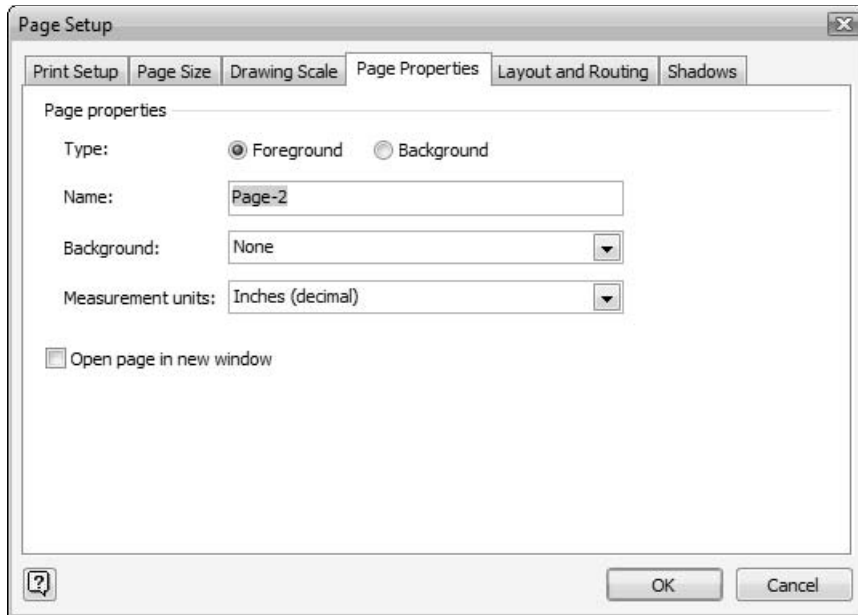 Page Setup
Print Setup Page Size Drawing Scale Page Properties Layout and Routing Shadows
Page properties
Type: Foreground Background
Name: Page-2
Background: None
Measurement units: Inches (decimal)
Open page in new window
? OK Cancel